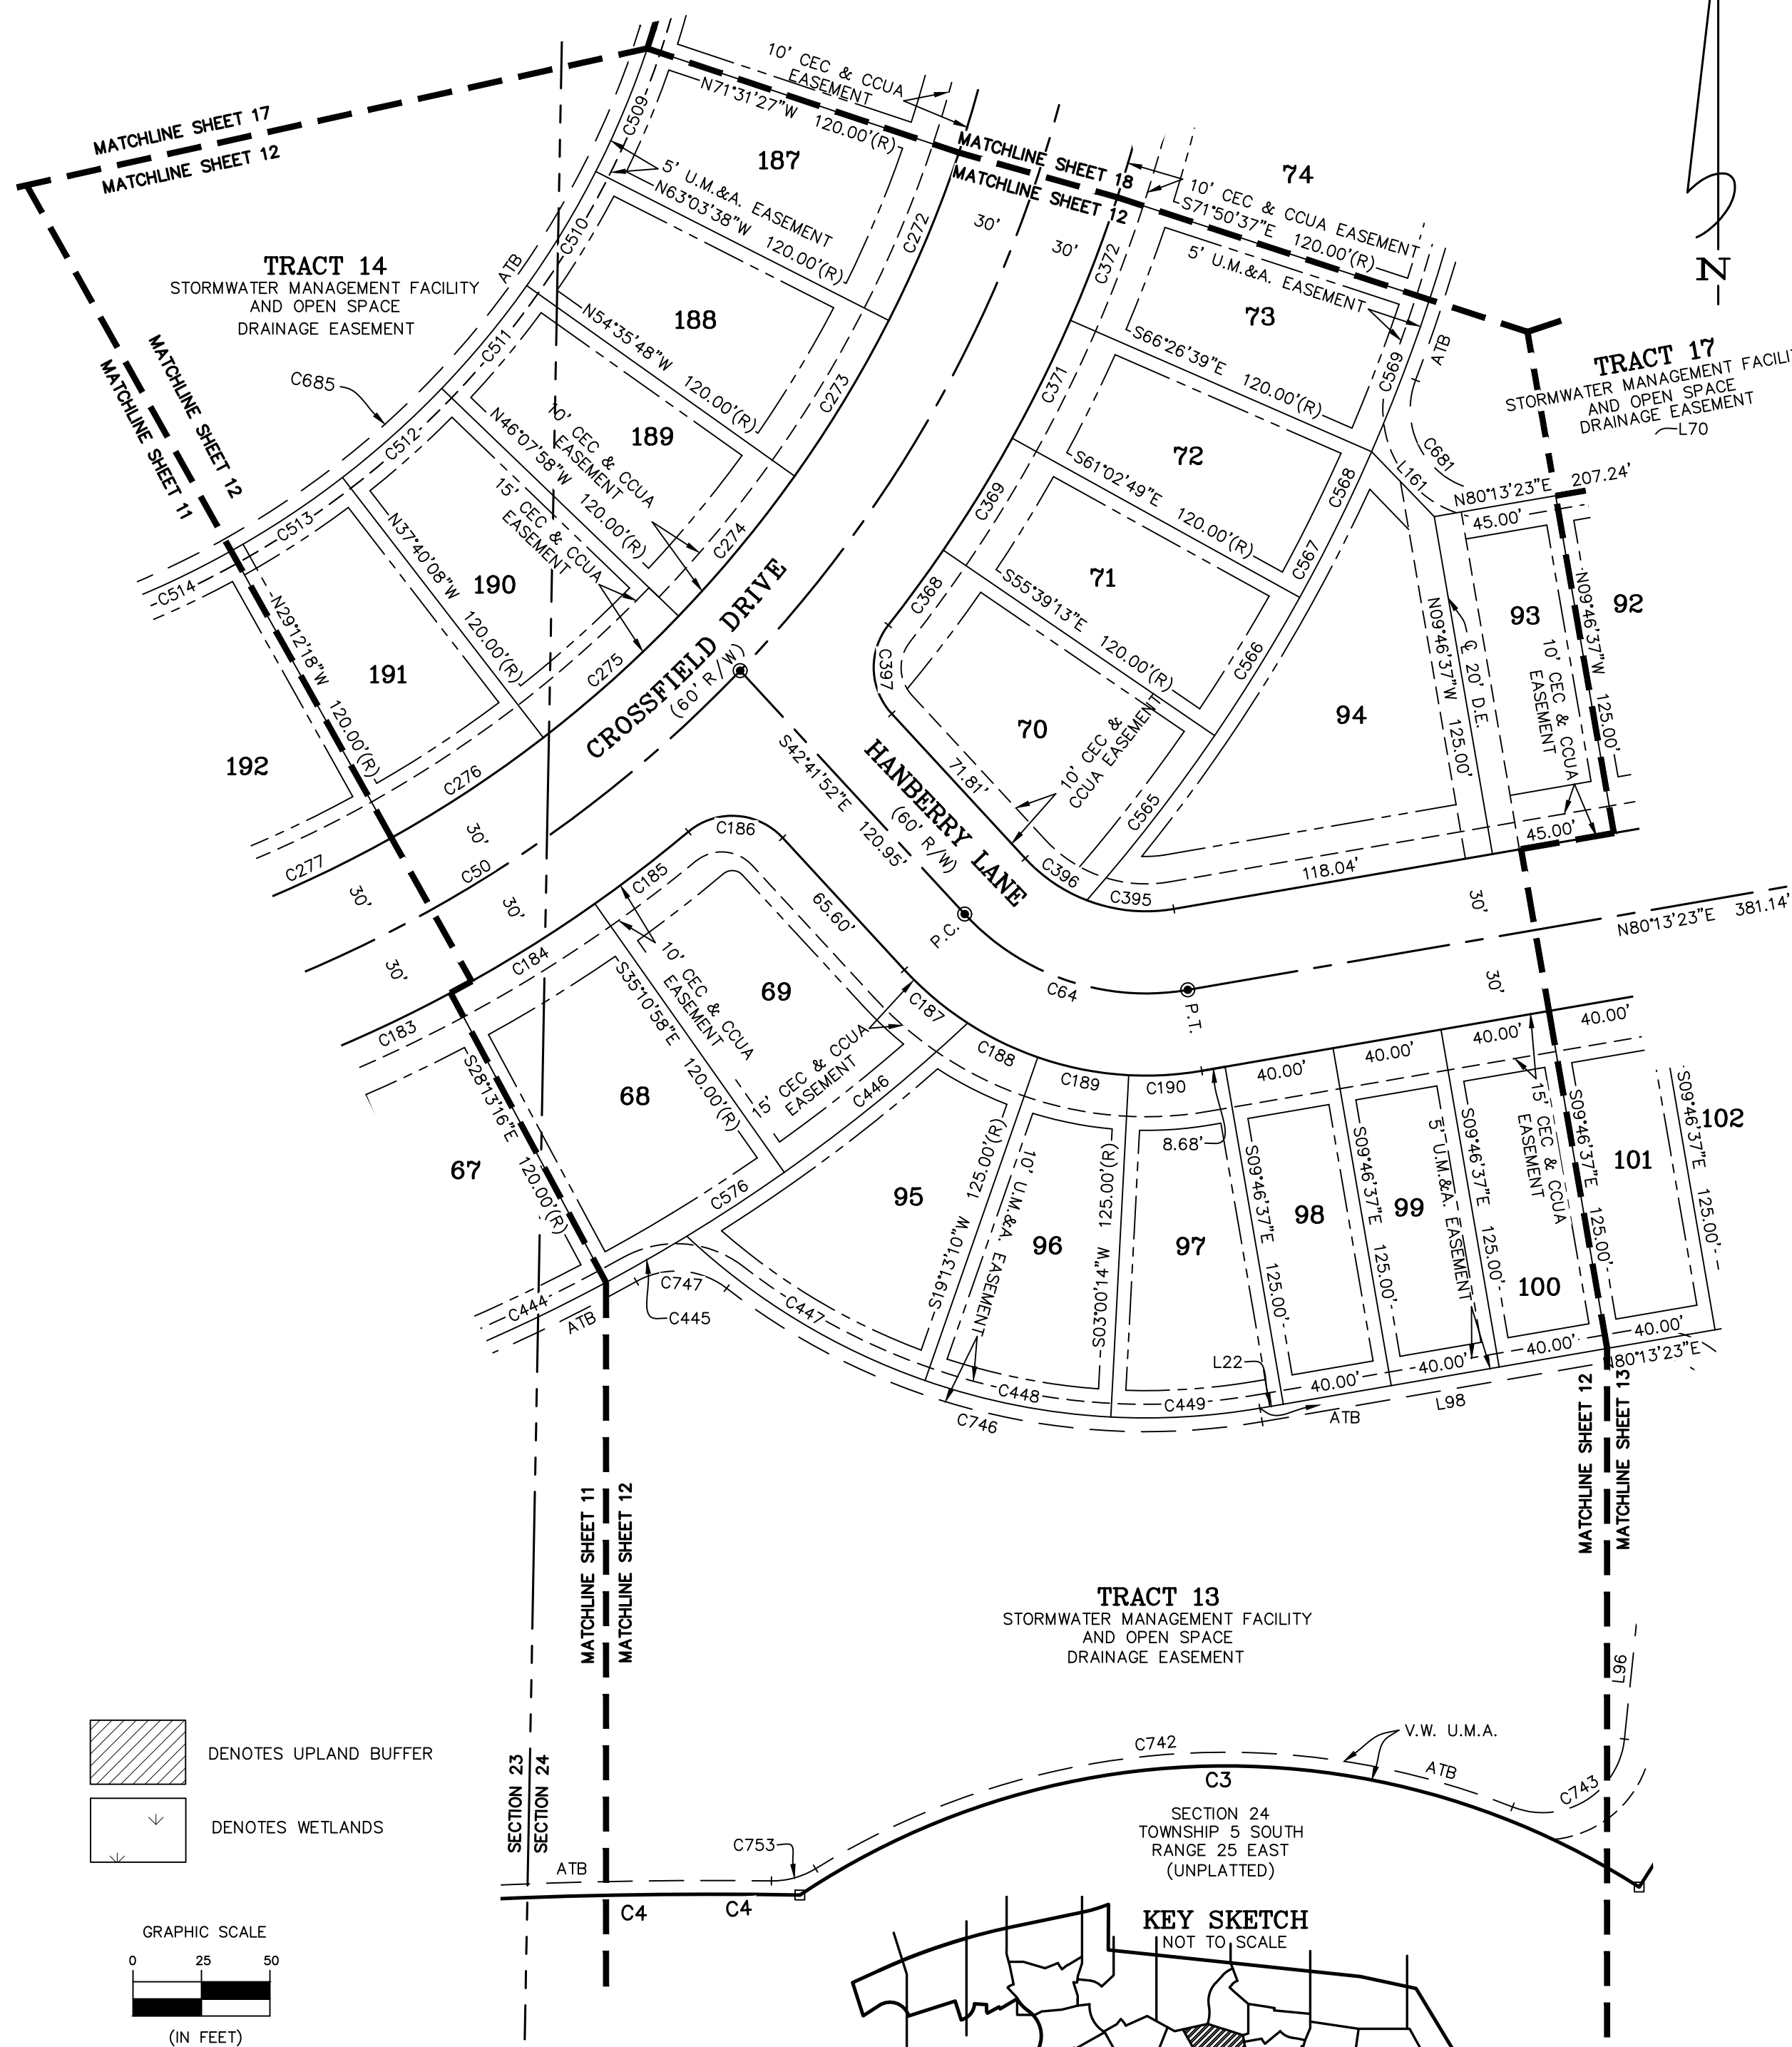 10' CEC & CCUA
EASEMENT
N71°31'27"W 120.00'(R)
MATCHLINE SHEET 17
MATCHLINE SHEET 12
C509
187
5' U.M.&A. EASEMENT
N63°03'38"W 120.00'(R)
C272
MATCHLINE SHEET 18
MATCHLINE SHEET 12
30'
30'
74
10' CEC & CCUA EASEMENT
S71°50'37"E 120.00'(R)
5' U.M.&A. EASEMENT
C372
73
N
TRACT 14
STORMWATER MANAGEMENT FACILITY
AND OPEN SPACE
DRAINAGE EASEMENT
ATB
C510
188
N54°35'48"W 120.00'(R)
C273
C511
C685
MATCHLINE SHEET 12
MATCHLINE SHEET 11
189
10' CEC & CCUA
EASEMENT
N46°07'58"W 120.00'(R)
15' CEC & CCUA
EASEMENT
C274
C512
C513
C514
190
N37°40'08"W 120.00'(R)
C275
191
N29°12'18"W 120.00'(R)
192
C276
C277
C50
30'
30'
30'
30'
CROSSFIELD DRIVE
(60' R/W)
S66°26'39"E 120.00'(R)
C569
ATB
C371
72
S61°02'49"E 120.00'(R)
C568
C681
L161
TRACT 17
STORMWATER MANAGEMENT FACILI
AND OPEN SPACE
DRAINAGE EASEMENT
L70
N80°13'23"E 207.24'
45.00'
C369
71
C567
S55°39'13"E 120.00'(R)
C368
C566
C397
70
71.81'
10' CEC &
CCUA EASEMENT
C565
94
N09°46'37"W 125.00'
℄ 20' D.E.
93
10' CEC & CCUA
EASEMENT
N09°46'37"W 125.00'
92
45.00'
118.04'
C396
C395
HANBERRY LANE
(60' R/W)
S42°41'52"E 120.95'
P.C.
C64
P.T.
30'
30'
N80°13'23"E 381.14'
C186
C185
C184
C183
65.60'
69
10' CEC & CCUA
EASEMENT
S35°10'58"E 120.00'(R)
15' CEC & CCUA
EASEMENT
C187
C188
C189
C190
C446
68
S28°13'16"E 120.00'(R)
67
C576
C444
ATB
C747
C445
C447
95
S19°13'10"W 125.00'(R)
10' U.M.&A. EASEMENT
96
S03°00'14"W 125.00'(R)
97
8.68'
S09°46'37"E 125.00'
98
S09°46'37"E 125.00'
99
5' U.M.&A. EASEMENT
S09°46'37"E 125.00'
100
15' CEC & CCUA
EASEMENT
S09°46'37"E 125.00'
101
S09°46'37"E 125.00'
102
40.00'
40.00'
40.00'
40.00'
40.00'
40.00'
40.00'
40.00'
N80°13'23"E
C448
C449
C746
L22
ATB
L98
MATCHLINE SHEET 11
MATCHLINE SHEET 12
MATCHLINE SHEET 12
MATCHLINE SHEET 13
TRACT 13
STORMWATER MANAGEMENT FACILITY
AND OPEN SPACE
DRAINAGE EASEMENT
L96
V.W. U.M.A.
C742
ATB
C743
C3
SECTION 24
TOWNSHIP 5 SOUTH
RANGE 25 EAST
(UNPLATTED)
DENOTES UPLAND BUFFER
DENOTES WETLANDS
SECTION 23
SECTION 24
C753
ATB
C4
C4
GRAPHIC SCALE
0 25 50
(IN FEET)
KEY SKETCH
NOT TO SCALE